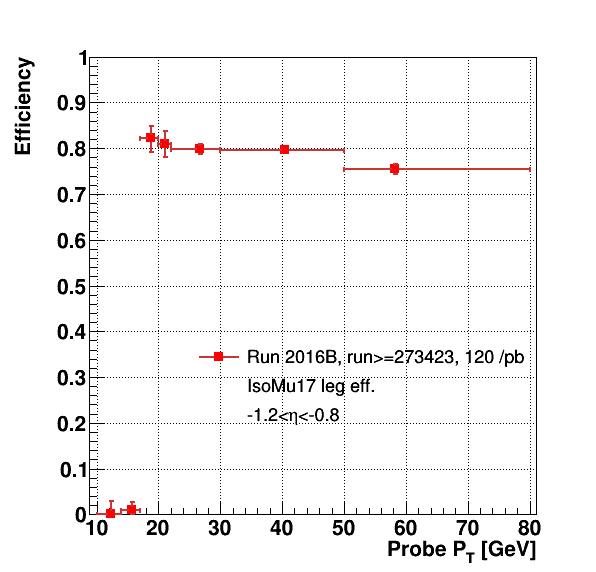 Efficiency
1
0.9
0.8
0.7
0.6
0.5
0.4
0.3
0.2
0.1
0
Run 2016B, run>=273423, 120 /pb
IsoMu17 leg eff.
-1.2<η<-0.8
10 20 30 40 50 60 70 80
Probe P_T [GeV]